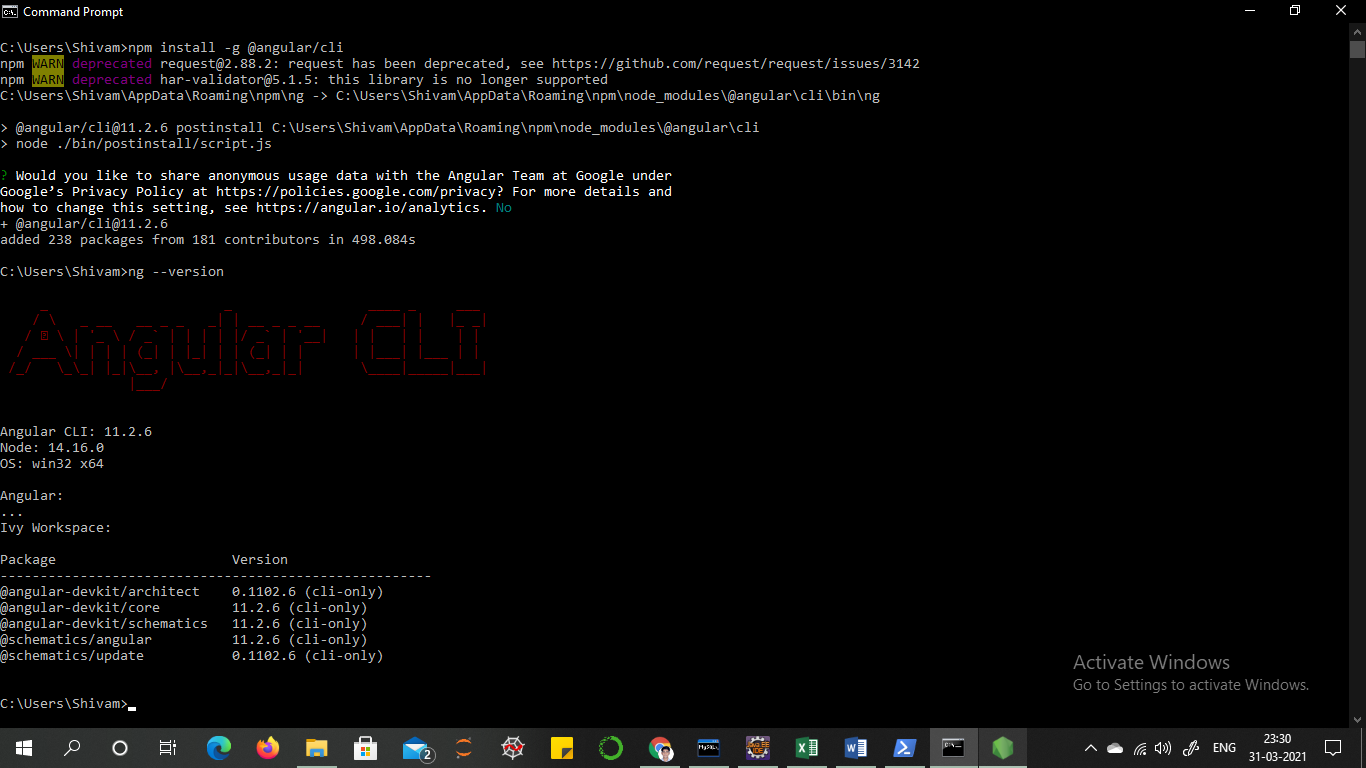 Command Prompt
C:\Users\Shivam>npm install -g @angular/cli
npm WARN deprecated request@2.88.2: request has been deprecated, see https://github.com/request/request/issues/3142
npm WARN deprecated har-validator@5.1.5: this library is no longer supported
C:\Users\Shivam\AppData\Roaming\npm\ng -> C:\Users\Shivam\AppData\Roaming\npm\node_modules\@angular\cli\bin\ng
> @angular/cli@11.2.6 postinstall C:\Users\Shivam\AppData\Roaming\npm\node_modules\@angular\cli
> node ./bin/postinstall/script.js
? Would you like to share anonymous usage data with the Angular Team at Google under
Google’s Privacy Policy at https://policies.google.com/privacy? For more details and
how to change this setting, see https://angular.io/analytics. No
+ @angular/cli@11.2.6
added 238 packages from 181 contributors in 498.084s
C:\Users\Shivam>ng --version
Angular CLI
Angular CLI: 11.2.6
Node: 14.16.0
OS: win32 x64
Angular:
...
Ivy Workspace:
Package Version
------------------------------------------------------
@angular-devkit/architect 0.1102.6 (cli-only)
@angular-devkit/core 11.2.6 (cli-only)
@angular-devkit/schematics 11.2.6 (cli-only)
@schematics/angular 11.2.6 (cli-only)
@schematics/update 0.1102.6 (cli-only)
C:\Users\Shivam>
Activate Windows
Go to Settings to activate Windows.
2
MySQL
ENG
23:30
31-03-2021